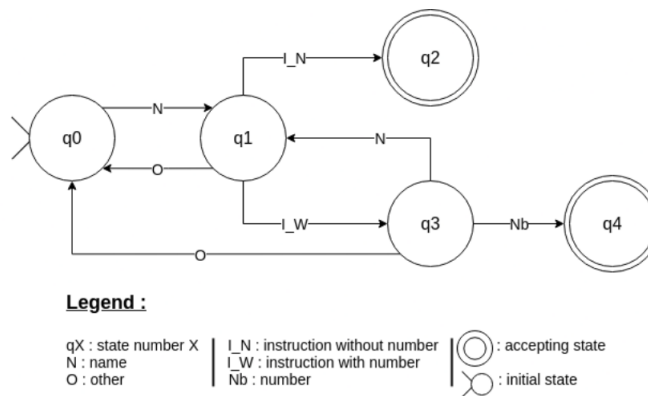 I_N
q2
q0
N
q1
N
O
I_W
q3
Nb
q4
O
Legend :
qX : state number X
N : name
O : other
I_N : instruction without number
I_W : instruction with number
Nb : number
: accepting state
: initial state